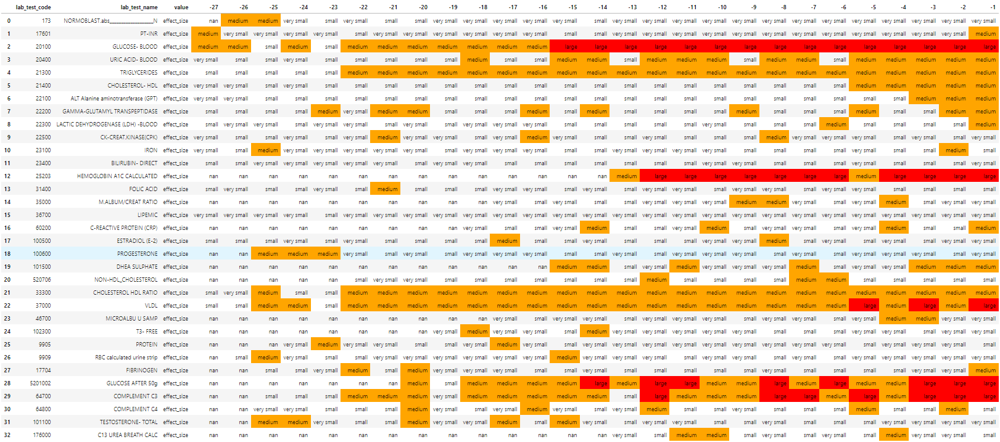 lab_test_code lab_test_name value -27 -26 -25 -24 -23 -22 -21 -20 -19 -18 -17 -16 -15 -14 -13 -12 -11 -10 -9 -8 -7 -6 -5 -4 -3 -2 -1
0 173 NORMOBLAST.abs__________________N effect_size nan medium medium very small small very small small small very small very small very small very small very small small very small very small very small very small very small very small very small very small very small very small very small very small very small
1 17601 PT-INR effect_size medium very small very small very small very small small very small very small very small very small very small very small small small very small very small very small very small very small very small very small very small very small very small very small very small medium
2 20100 GLUCOSE- BLOOD effect_size medium medium small medium small medium medium medium medium medium medium medium large large large large large large large large large large large large large large large
3 20400 URIC ACID- BLOOD effect_size very small small small very small small small small small small medium small small medium medium small medium medium medium small medium medium small medium medium medium medium medium
4 21300 TRIGLYCERIDES effect_size small small small small small medium medium medium medium medium medium medium medium medium medium medium medium medium medium medium medium medium medium medium medium medium medium
5 21400 CHOLESTEROL- HDL effect_size very small very small small very small small small small small small small small small small small small small small small small small small small medium medium medium medium medium
6 22100 ALT Alanine aminotransferase (GPT) effect_size very small very small small small small small small small small small small small small small small small small small small small small small small small medium medium medium
7 22200 GAMMA-GLUTAMYL TRANSPEPTIDASE effect_size small small small small medium very small medium medium small small small medium small medium small small small small medium small small small medium small small medium medium
8 22300 LACTIC DEHYDROGENASE (LDH) -BLOOD effect_size small very small very small very small small small small small very small very small small very small very small small very small very small very small small very small very small small medium small small small small medium
9 22500 CK-CREAT.KINASE(CPK) effect_size very small small small very small very small small medium small very small very small small medium small very small very small very small small small very small medium very small very small very small very small very small small small
10 23100 IRON effect_size very small small medium very small very small very small very small very small very small small small very small very small small very small very small very small very small small small small small very small small small medium small
11 23400 BILIRUBIN- DIRECT effect_size small small very small very small very small small very small small very small very small small small small small small small small small small small small small small small small small very small
12 25203 HEMOGLOBIN A1C CALCULATED effect_size nan nan nan nan nan nan nan nan nan nan nan nan nan nan medium large large large large large large large medium large large large large
13 31400 FOLIC ACID effect_size small very small small very small small small medium small very small very small very small small small very small small very small very small very small small very small very small very small small small small small small
14 35000 M.ALBUM/CREAT RATIO effect_size nan nan nan nan nan nan nan nan nan nan very small small very small very small small very small very small small medium medium very small small very small medium small very small very small
15 36700 LIPEMIC effect_size very small very small very small very small small very small very small very small very small very small very small very small very small very small very small very small very small very small very small very small very small very small very small very small very small very small very small
16 60200 C-REACTIVE PROTEIN (CRP) effect_size nan nan nan nan nan nan nan nan nan very small small small very small medium small small very small medium small very small small small small medium small small medium
17 100500 ESTRADIOL (E-2) effect_size small small small small very small very small small small small small medium small very small small small small very small very small very small medium small very small small small small very small very small
18 100600 PROGESTERONE effect_size nan nan medium medium medium very small small very small small very small very small very small small small very small very small very small very small very small small very small small very small very small very small small very small
19 101500 DHEA SULPHATE effect_size nan nan nan nan nan nan nan nan nan nan nan nan medium medium small very small medium very small very small very small medium small very small small medium medium medium
20 520706 NON-HDL_CHOLESTEROL effect_size nan nan nan nan nan small very small very small very small small small small small small small medium small small small small medium medium small small small small small
21 33300 CHOLESTEROL HDL RATIO effect_size small very small medium small small medium medium medium medium medium medium medium medium medium medium medium medium medium medium medium medium medium medium medium medium medium medium
22 37000 VLDL effect_size small small medium medium small medium medium medium medium medium medium medium medium medium medium medium medium medium medium medium medium medium large medium large medium large
23 46700 MICROALBU U SAMP effect_size nan nan nan nan nan nan nan nan nan nan very small small very small very small small very small very small small very small very small small small very small medium medium very small very small
24 102300 T3- FREE effect_size nan nan nan nan nan nan nan nan very small medium very small very small small medium small small small small small very small small small very small small very small very small small
25 9905 PROTEIN effect_size nan nan nan very small medium very small very small small very small very small medium very small small very small small small very small small very small small very small very small very small very small very small very small small
26 9909 RBC calculated urine strip effect_size nan small medium very small small small very small very small very small very small small small medium small very small very small very small small very small small small small very small very small very small very small very small
27 17704 FIBRINOGEN effect_size nan nan small small very small medium small medium very small small very small very small very small very small very small very small very small very small very small very small very small very small very small very small very small very small medium
28 5201002 GLUCOSE AFTER 50g effect_size nan nan nan nan nan nan nan medium small medium medium medium medium large medium large large medium medium large medium large medium medium large large large
29 64700 COMPLEMENT C3 effect_size nan nan small small small medium medium medium small medium medium medium medium medium small large medium medium medium large large medium large medium large large large
30 64800 COMPLEMENT C4 effect_size nan nan very small very small small small small medium very small small very small medium very small small small medium small small very small small small small medium small small medium small
31 101100 TESTOSTERONE- TOTAL effect_size nan nan medium medium very small small small medium very small very small medium small medium small very small very small small small very small small small very small very small very small very small small small
32 176000 C13 UREA BREATH CALC effect_size nan nan nan nan nan nan nan nan nan nan nan nan nan nan very small small medium medium small very small small small small medium very small very small small